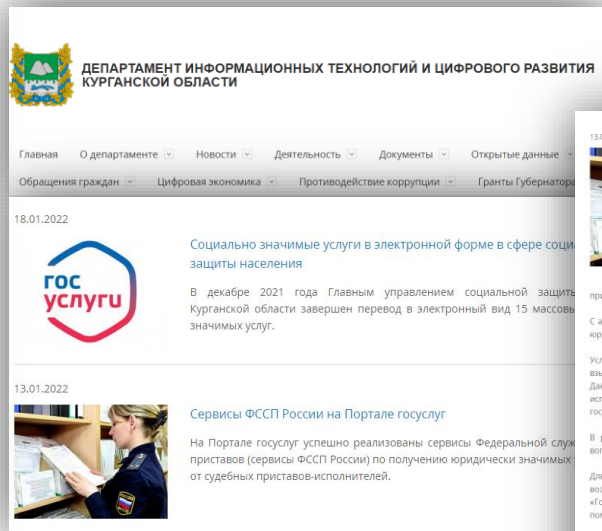 ДЕПАРТАМЕНТ ИНФОРМАЦИОННЫХ ТЕХНОЛОГИЙ И ЦИФРОВОГО РАЗВИТИЯ
КУРГАНСКОЙ ОБЛАСТИ
Главная О департаменте Новости Деятельность Документы Открытые данные
Обращения граждан Цифровая экономика Противодействие коррупции Гранты Губернатора
18.01.2022
гос
услуги
Социально значимые услуги в электронной форме в сфере
защиты населения
В декабре 2021 года Главным управлением социальной
Курганской области завершен перевод в электронный вид 15
значимых услуг.
13.01.2022
Сервисы ФССП России на Портале госуслуг
На Портале госуслуг успешно реализованы сервисы Федеральной
приставов (сервисы ФССП России) по получению юридически значимых
от судебных приставов-исполнителей.